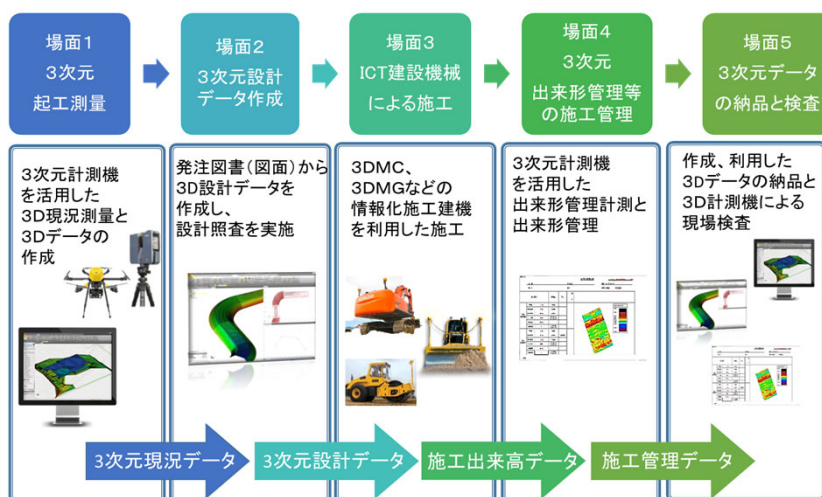 場面1
3次元
起工測量
場面2
3次元設計
データ作成
場面3
ICT建設機械
による施工
場面4
3次元
出来形管理等
の施工管理
場面5
3次元データ
の納品と検査
3次元計測機
を活用した
3D現況測量と
3Dデータの
作成
発注図書(図面)から
3D設計データを
作成し、
設計照査を実施
3DMC、
3DMGなどの
情報化施工建機
を利用した施工
3次元計測機
を活用した
出来形管理計測と
出来形管理
作成、利用した
3Dデータの納品と
3D計測機による
現場検査
3次元現況データ
3次元設計データ
施工出来高データ
施工管理データ